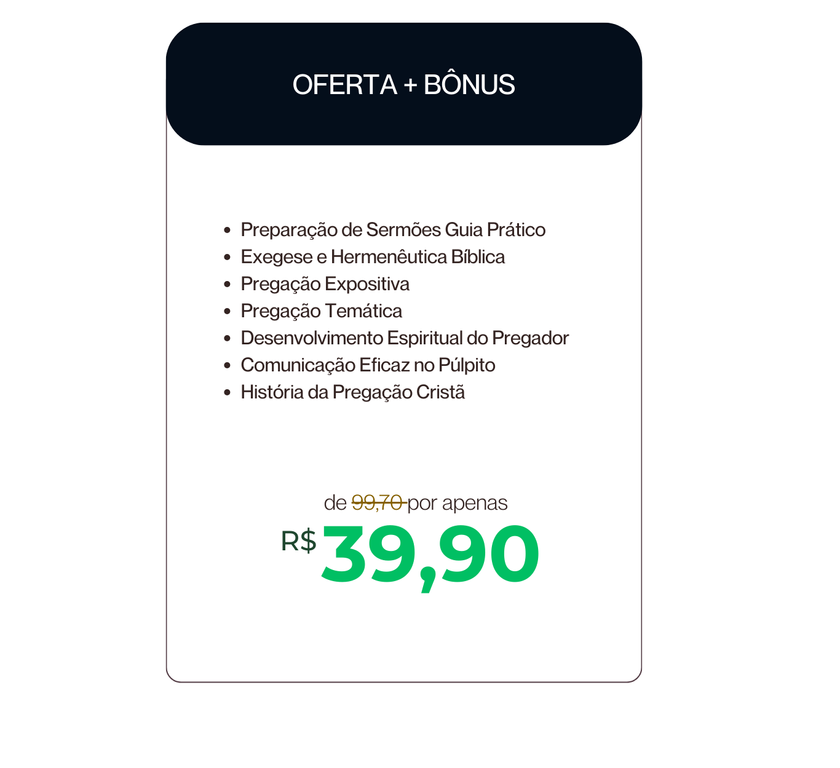 OFERTA + BÔNUS
Preparação de Sermões Guia Prático
Exegese e Hermenêutica Bíblica
Pregação Expositiva
Pregação Temática
Desenvolvimento Espiritual do Pregador
Comunicação Eficaz no Púlpito
História da Pregação Cristã
de 99,70 por apenas
R$ 39,90